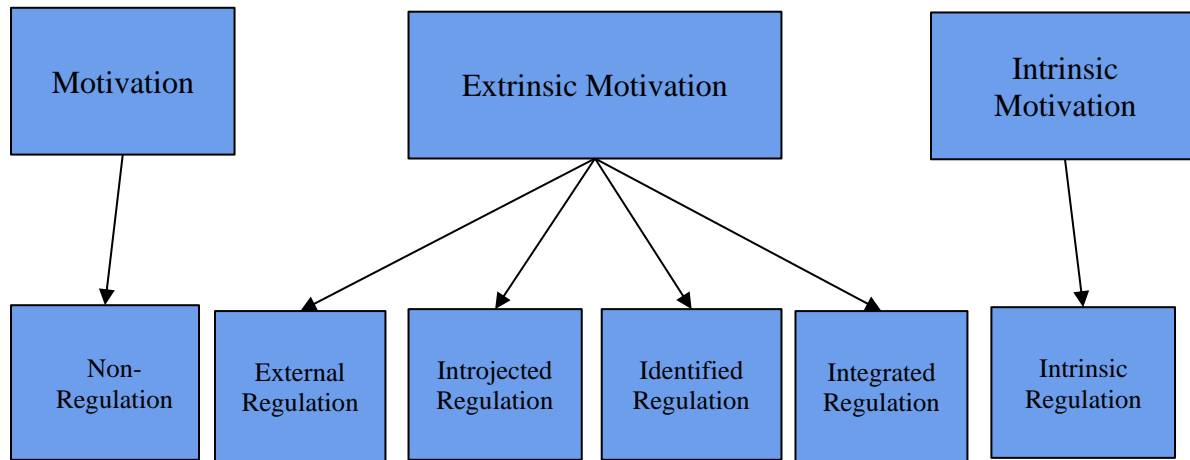 Motivation
Extrinsic Motivation
Intrinsic
Motivation
Non-
Regulation
External
Regulation
Introjected
Regulation
Identified
Regulation
Integrated
Regulation
Intrinsic
Regulation